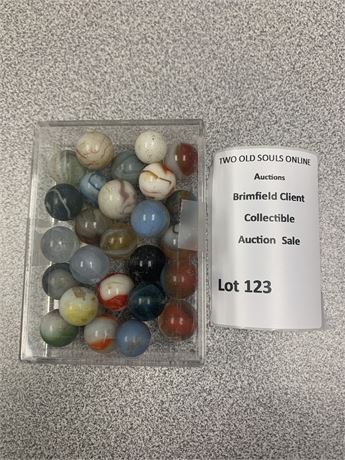 TWO OLD SOULS ONLINE
Auctions
Brimfield Client
Collectible
Auction Sale
Lot 123